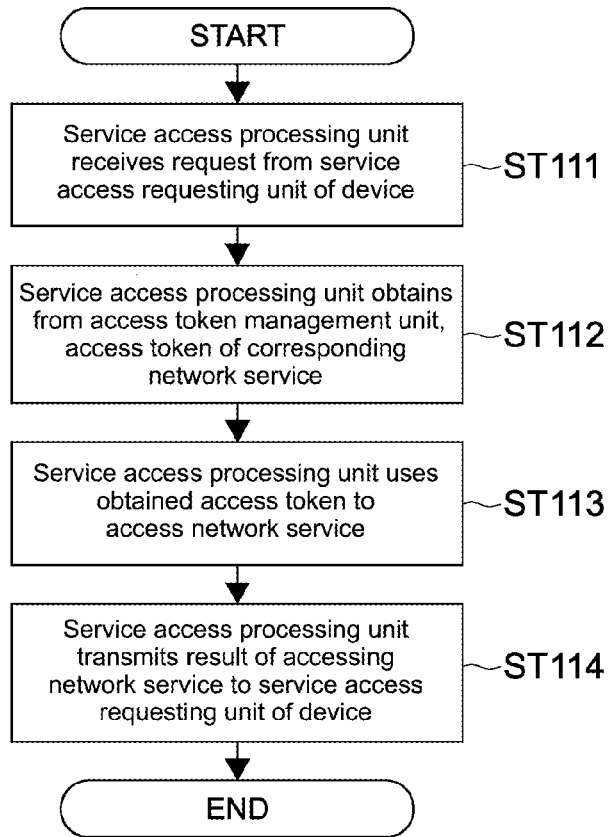 START
Service access processing unit
receives request from service
access requesting unit of device
ST111
Service access processing unit obtains
from access token management unit,
access token of corresponding
network service
ST112
Service access processing unit uses
obtained access token to
access network service
ST113
Service access processing unit
transmits result of accessing
network service to service access
requesting unit of device
ST114
END